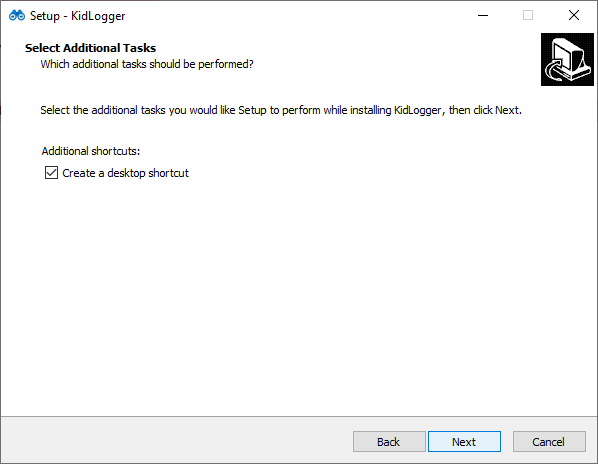 Setup - KidLogger
Select Additional Tasks
Which additional tasks should be performed?
Select the additional tasks you would like Setup to perform while installing KidLogger, then click Next.
Additional shortcuts:
Create a desktop shortcut
Back
Next
Cancel